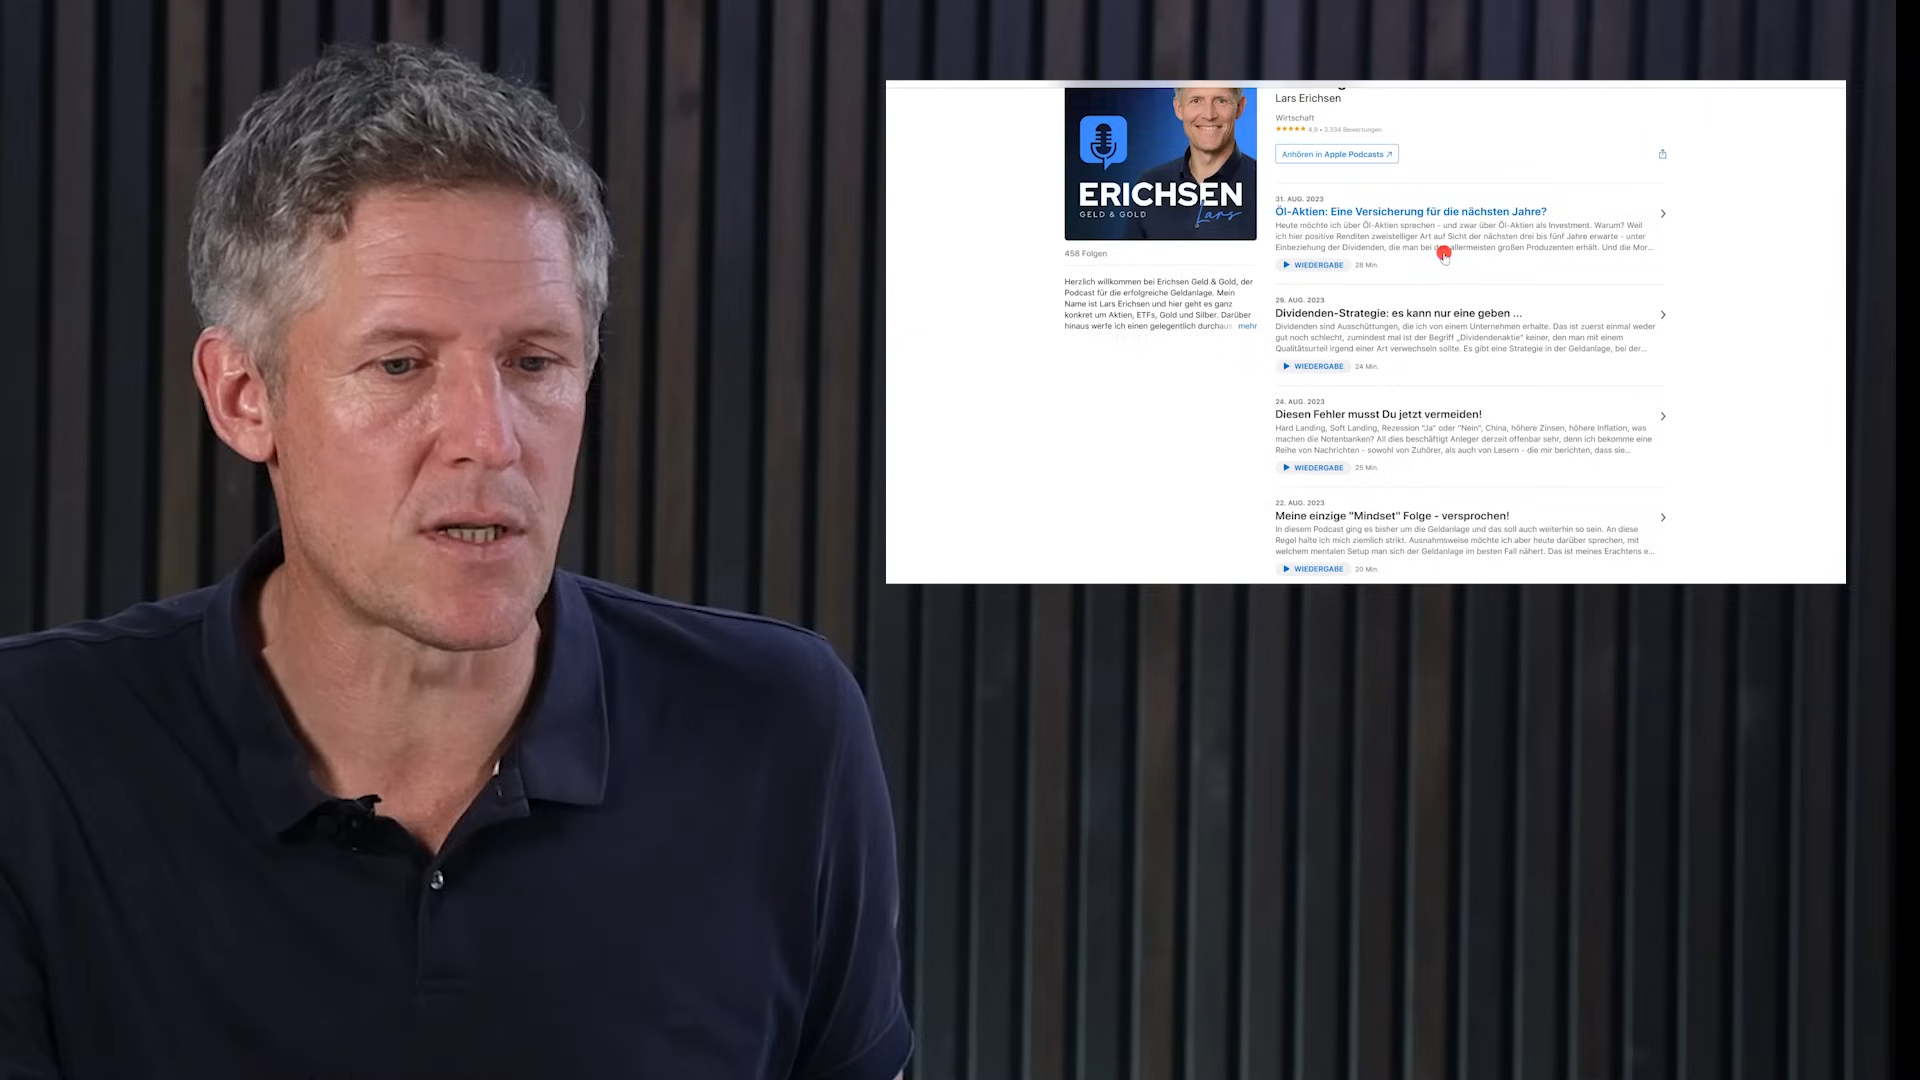 Lars Erichsen
Wirtschaft
★★★★★ 4,9 • 3.334 Bewertungen
Anhören in Apple Podcasts ↗
ERICHSEN
Lars
GELD & GOLD
458 Folgen
Herzlich willkommen bei Erichsen Geld & Gold, der
Podcast für die erfolgreiche Geldanlage. Mein
Name ist Lars Erichsen und hier geht es ganz
konkret um Aktien, ETFs, Gold und Silber. Darüber
hinaus werfe ich einen gelegentlich durchaus mehr
31. AUG. 2023
Öl-Aktien: Eine Versicherung für die nächsten Jahre?
Heute möchte ich über Öl-Aktien sprechen - und zwar über Öl-Aktien als Investment. Warum? Weil
ich hier positive Renditen zweistelliger Art auf Sicht der nächsten drei bis fünf Jahre erwarte - unter
Einbeziehung der Dividenden, die man bei allermeisten großen Produzenten erhält. Und die Mor...
WIEDERGABE 28 Min.
29. AUG. 2023
Dividenden-Strategie: es kann nur eine geben ...
Dividenden sind Ausschüttungen, die ich von einem Unternehmen erhalte. Das ist zuerst einmal weder
gut noch schlecht, zumindest mal ist der Begriff „Dividendenaktie" keiner, den man mit einem
Qualitätsurteil irgend einer Art verwechseln sollte. Es gibt eine Strategie in der Geldanlage, bei der...
WIEDERGABE 24 Min.
24. AUG. 2023
Diesen Fehler musst Du jetzt vermeiden!
Hard Landing, Soft Landing, Rezession "Ja" oder "Nein", China, höhere Zinsen, höhere Inflation, was
machen die Notenbanken? All dies beschäftigt Anleger derzeit offenbar sehr, denn ich bekomme eine
Reihe von Nachrichten - sowohl von Zuhörer, als auch von Lesern - die mir berichten, dass sie...
WIEDERGABE 25 Min.
22. AUG. 2023
Meine einzige "Mindset" Folge - versprochen!
In diesem Podcast ging es bisher um die Geldanlage und das soll auch weiterhin so sein. An diese
Regel halte ich mich ziemlich strikt. Ausnahmsweise möchte ich aber heute darüber sprechen, mit
welchem mentalen Setup man sich der Geldanlage im besten Fall nähert. Das ist meines Erachtens e...
WIEDERGABE 20 Min.